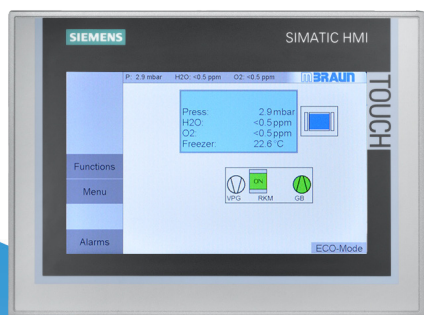 SIEMENS
SIMATIC HMI
TOUCH
P: 2.9 mbar H2O: <0.5 ppm O2: <0.5 ppm
BRAUN
Press: 2.9 mbar
H2O: <0.5 ppm
O2: <0.5 ppm
Freezer: 22.6 °C
Functions
Menu
ON
VPG RKM GB
Alarms
ECO-Mode